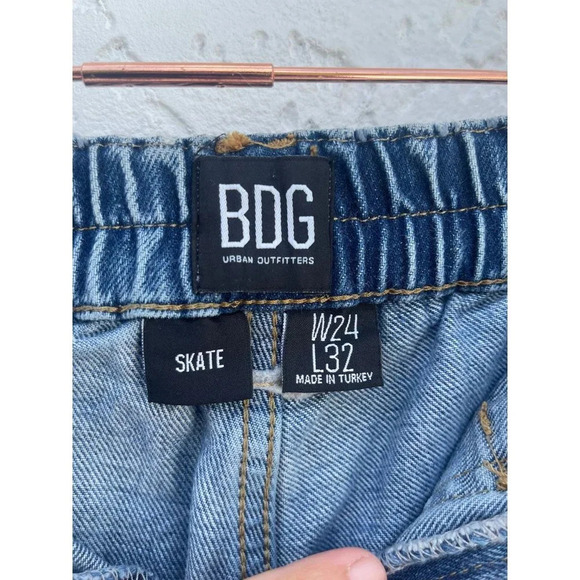 BDG
URBAN OUTFITTERS
SKATE
W24
L32
MADE IN TURKEY